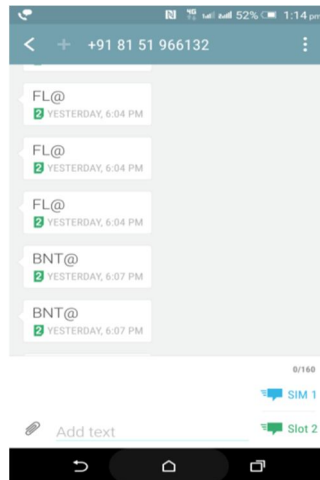 52% 1:14 pm
+91 81 51 966132
FL@
2 YESTERDAY, 6:04 PM
FL@
2 YESTERDAY, 6:04 PM
FL@
2 YESTERDAY, 6:04 PM
BNT@
2 YESTERDAY, 6:07 PM
BNT@
2 YESTERDAY, 6:07 PM
0/160
SIM 1
Add text
Slot 2